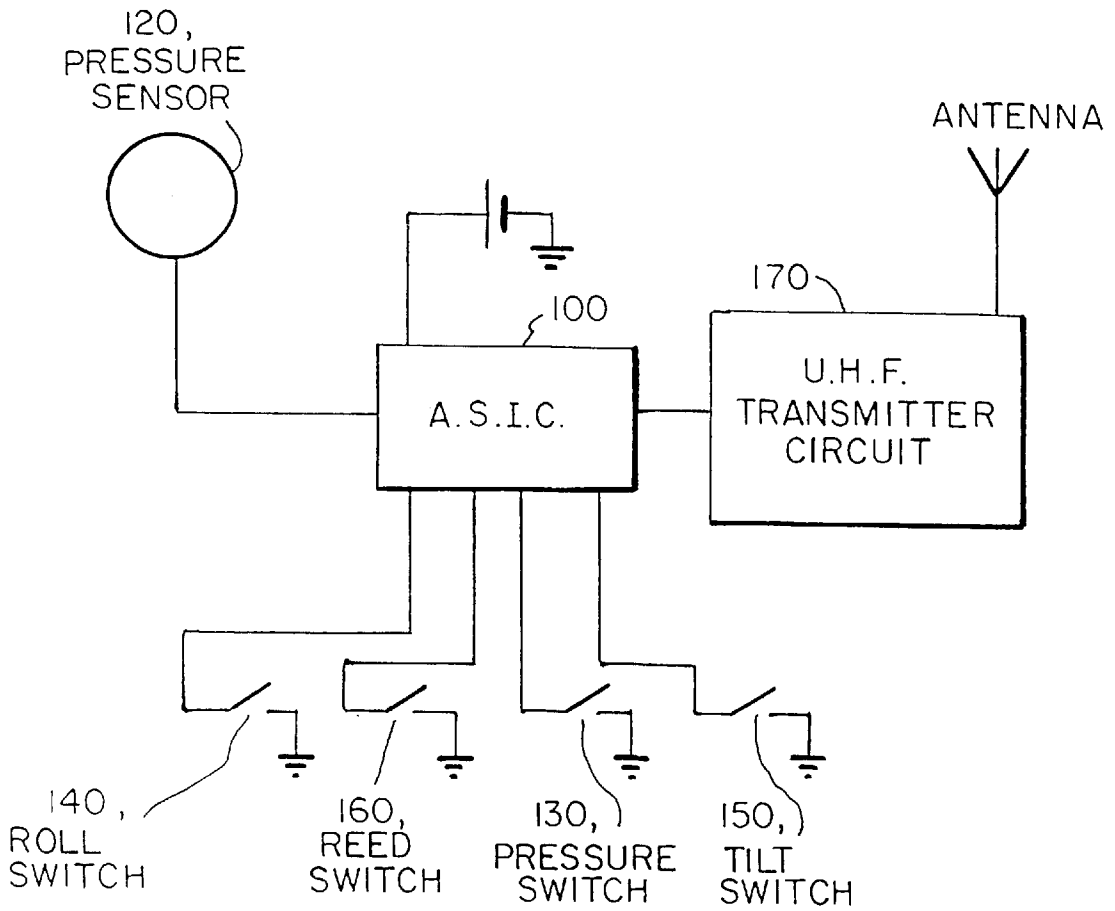 120,
PRESSURE
SENSOR
ANTENNA
100
170
A.S.I.C.
U.H.F.
TRANSMITTER
CIRCUIT
140,
ROLL
SWITCH
160,
REED
SWITCH
130,
PRESSURE
SWITCH
150,
TILT
SWITCH